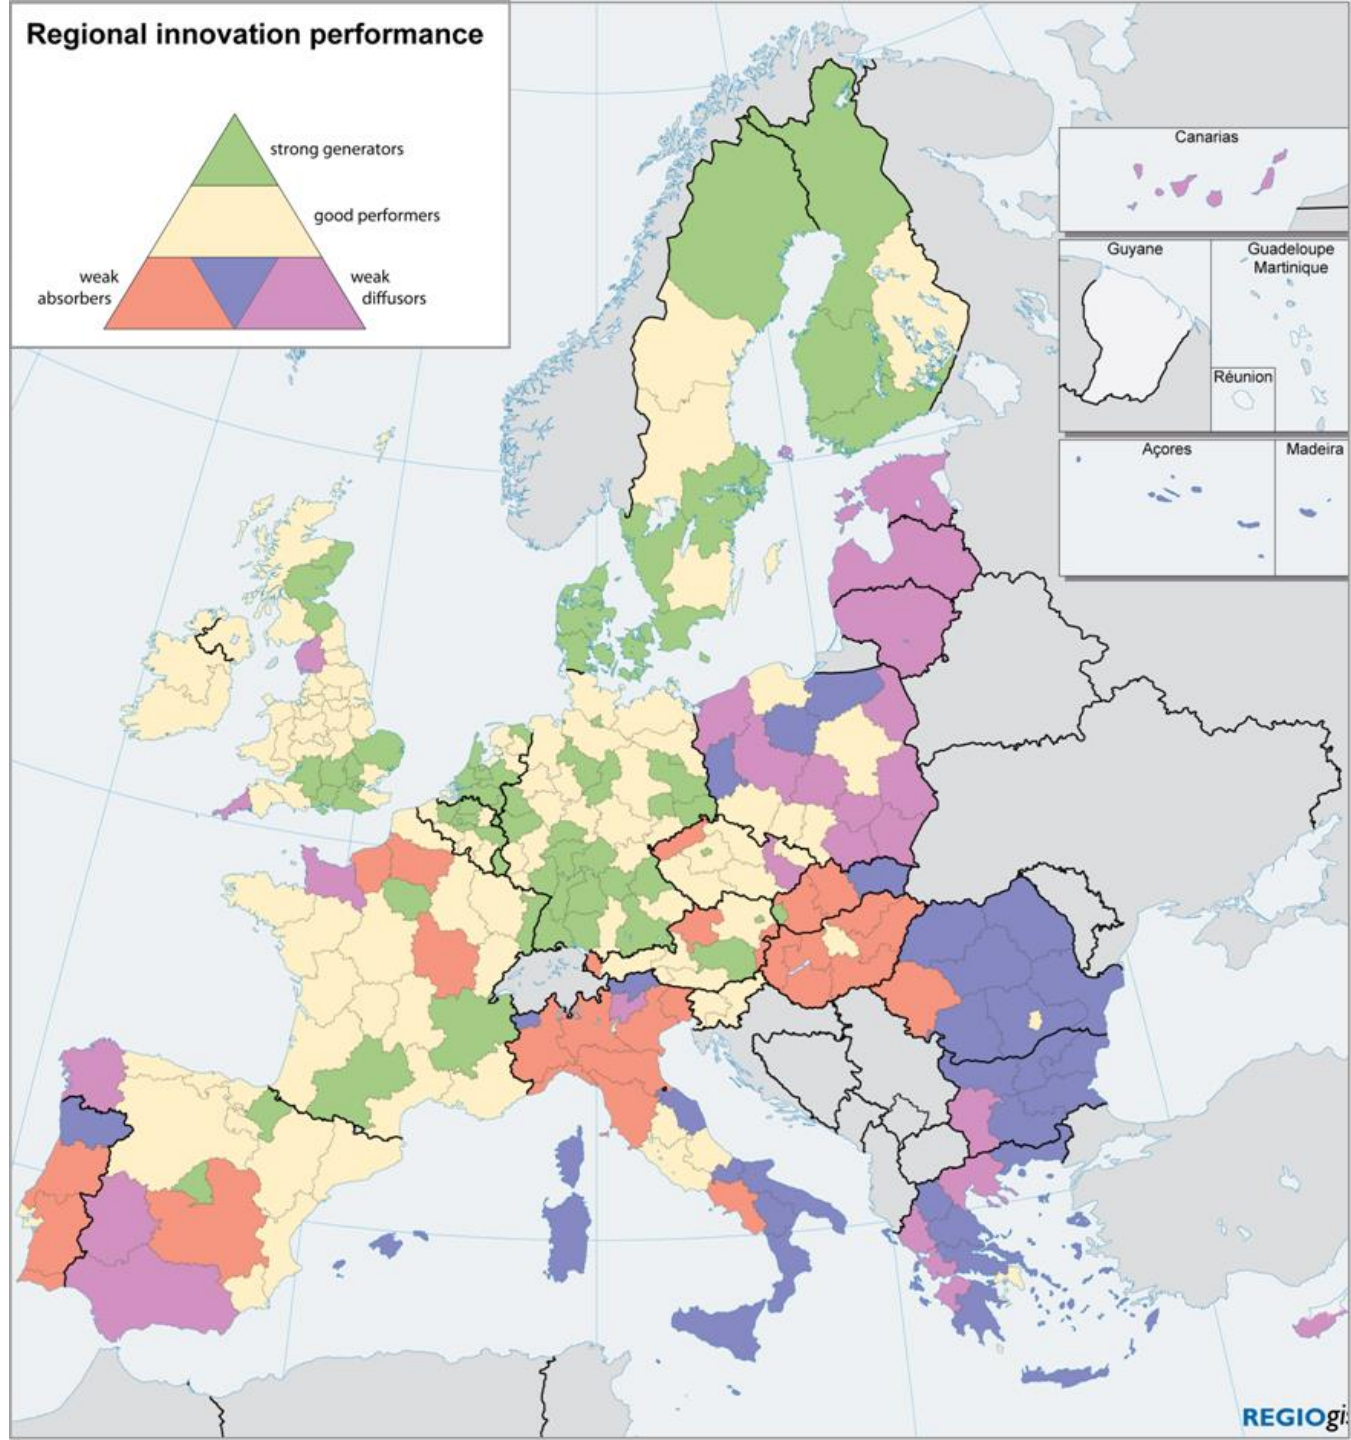 Regional innovation performance
strong generators
good performers
weak
absorbers
weak
diffusors
Canarias
Guyane
Guadeloupe
Martinique
Réunion
Açores
Madeira
REGIOgi